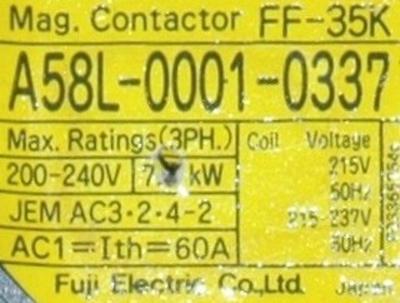 Mag. Contactor FF-35K
A58L-0001-0337
Max. Ratings(3PH.)
Coil Voltage
200-240V kW
215V
50Hz
JEM AC3·2·4-2
215-237V
60Hz
AC1=Ith=60A
Fuji Electric Co.,Ltd. Japan